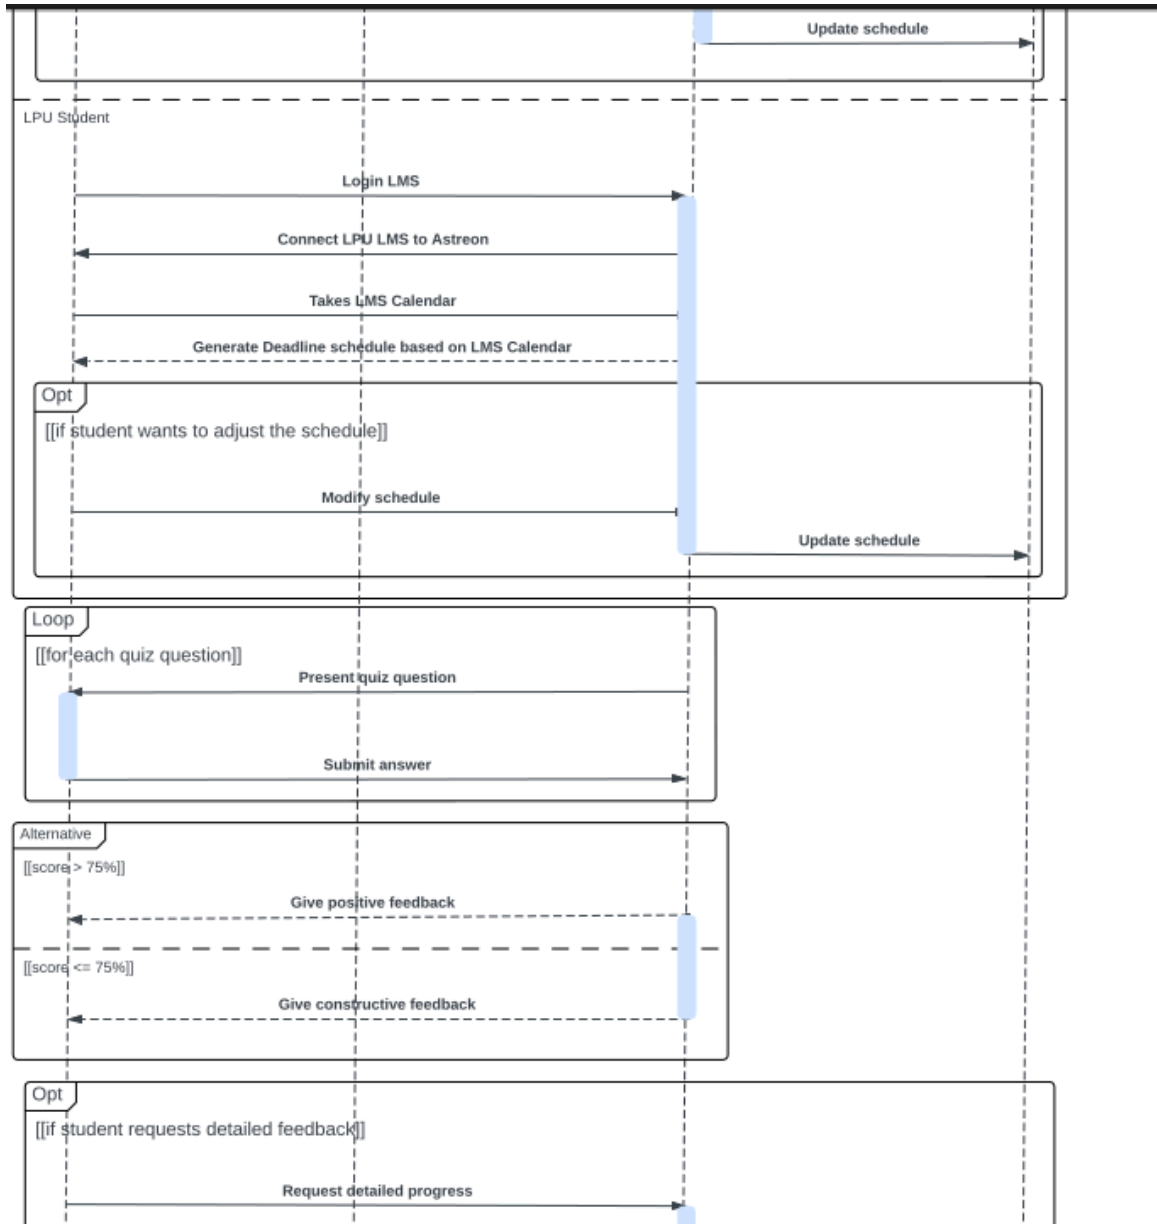 Update schedule
LPU Student
Login LMS
Connect LPU LMS to Astreon
Takes LMS Calendar
Generate Deadline schedule based on LMS Calendar
Opt
[[if student wants to adjust the schedule]]
Modify schedule
Update schedule
Loop
[[for each quiz question]]
Present quiz question
Submit answer
Alternative
[[score > 75%]]
Give positive feedback
[[score <= 75%]]
Give constructive feedback
Opt
[[if student requests detailed feedback]]
Request detailed progress